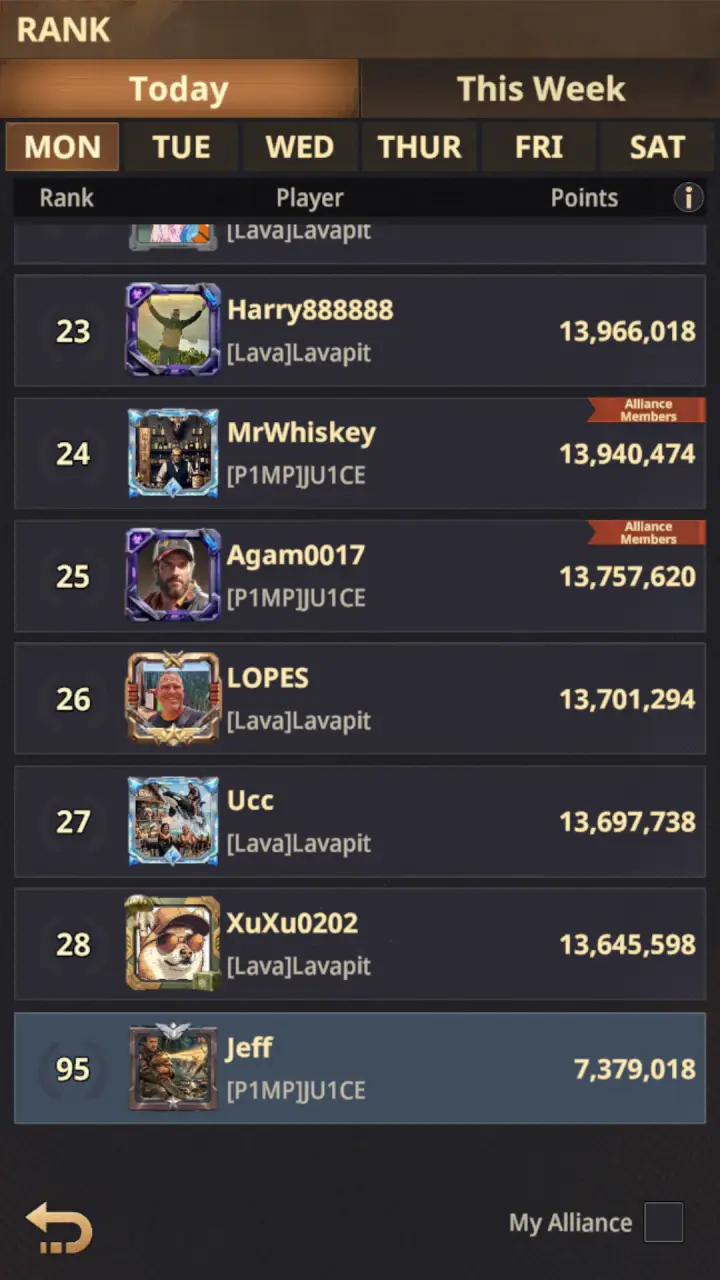 RANK
Today
This Week
MON
TUE
WED
THUR
FRI
SAT
Rank
Player
Points
i
[Lava]Lavapit
23
Harry888888
[Lava]Lavapit
13,966,018
24
MrWhiskey
[P1MP]JU1CE
Alliance
Members
13,940,474
25
Agam0017
[P1MP]JU1CE
Alliance
Members
13,757,620
26
LOPES
[Lava]Lavapit
13,701,294
27
Ucc
[Lava]Lavapit
13,697,738
28
XuXu0202
[Lava]Lavapit
13,645,598
95
Jeff
[P1MP]JU1CE
7,379,018
My Alliance